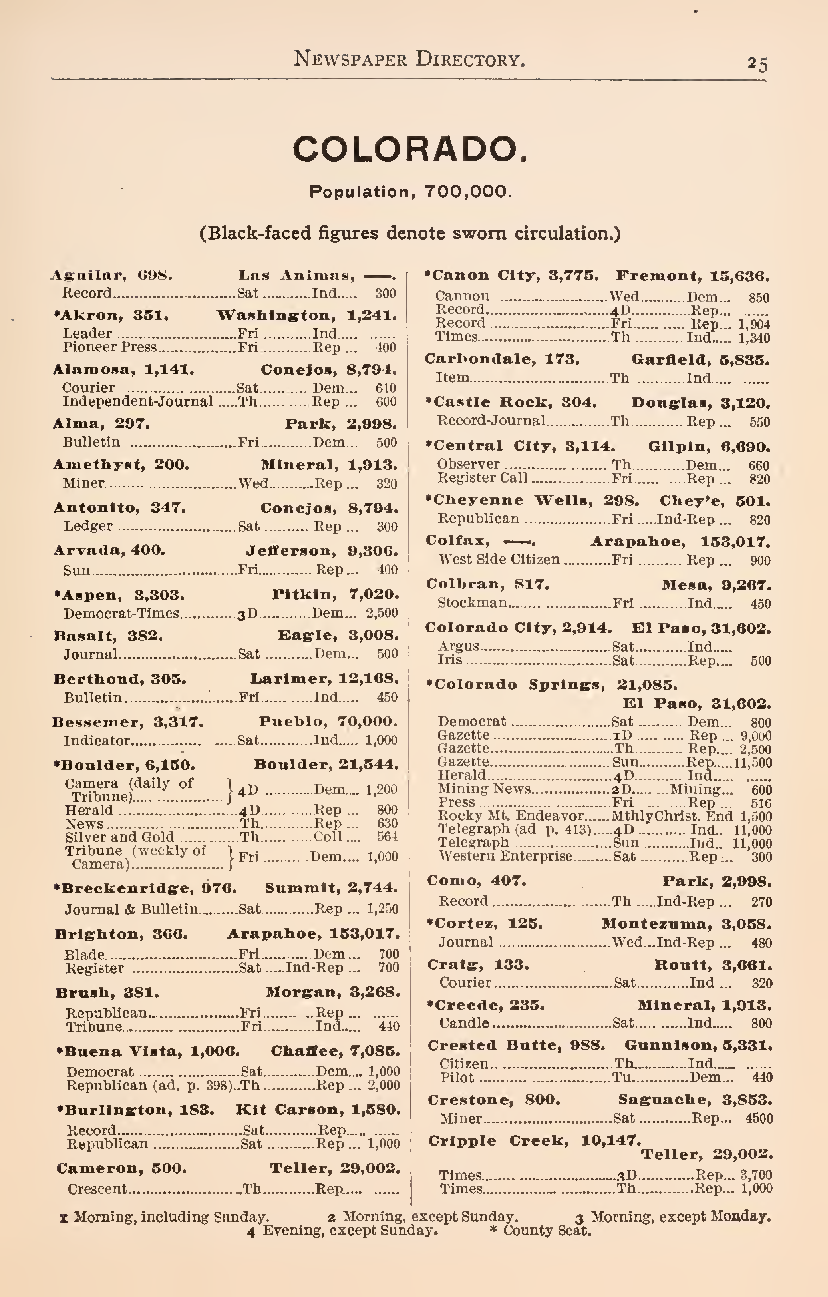 NEWSPAPER DIRECTORY. 25
COLORADO.
Population, 700,000.
(Black-faced figures denote sworn circulation.)
Aguilar, 698. Las Animas, ——.
Record..........Sat..........Ind..... 300
*Akron, 351. Washington, 1,241.
Leader..........Fri..........Ind..... ......
Pioneer Press..........Fri..........Rep ... 400
Alamosa, 1,141. Conejos, 8,794.
Courier ..........Sat.......... Dem... 610
Independent-Journal .....Th.......... Rep ... 600
Alma, 297. Park, 2,998.
Bulletin ..........Fri..........Dem... 500
Amethyst, 200. Mineral, 1,913.
Miner..........Wed..........Rep ... 320
Antonito, 347. Conejos, 8,794.
Ledger ..........Sat.......... Rep ... 300
Arvada, 400. Jefferson, 9,306.
Sun..........Fri.......... Rep ... 400
*Aspen, 3,303. Pitkin, 7,020.
Democrat-Times..........3D..........Dem... 2,500
Basalt, 382. Eagle, 3,008.
Journal..........Sat ..........Dem... 500
Berthoud, 305. Larimer, 12,168.
Bulletin..........Fri..........Ind..... 450
Bessemer, 3,317. Pueblo, 70,000.
Indicator..........Sat..........Ind..... 1,000
*Boulder, 6,150. Boulder, 21,544.
Camera (daily of
Tribune).......... } 4D ..........Dem.... 1,200
Herald ..........4D..........Rep ... 800
News..........Th..........Rep ... 630
Silver and Gold ..........Th..........Coll .... 564
Tribune (weekly of
Camera).......... } Fri ..........Dem.... 1,000
*Breckenridge, 976. Summit, 2,744.
Journal & Bulletin..........Sat..........Rep ... 1,250
Brighton, 366. Arapahoe, 153,017.
Blade..........Fri.......... Dem... 700
Register ..........Sat .....Ind-Rep ... 700
Brush, 381. Morgan, 3,268.
Republican..........Fri..........Rep ... ......
Tribune..........Fri..........Ind..... 440
*Buena Vista, 1,006. Chaffee, 7,085.
Democrat ..........Sat..........Dem.... 1,000
Republican (ad. p. 398)..Th..........Rep ... 2,000
*Burlington, 183. Kit Carson, 1,580.
Record..........Sat..........Rep..... ......
Republican ..........Sat ..........Rep ... 1,000
Cameron, 500. Teller, 29,002.
Crescent..........Th..........Rep..... ......
*Canon City, 3,775. Fremont, 15,636.
Cannon ..........Wed..........Dem... 850
Record..........4D..........Rep... ......
Record ..........Fri.......... Rep... 1,904
Times..........Th ..........Ind.... 1,340
Carbondale, 173. Garfield, 5,835.
Item..........Th ..........Ind..... ......
*Castle Rock, 304. Douglas, 3,120.
Record-Journal..........Th.......... Rep ... 550
*Central City, 3,114. Gilpin, 6,690.
Observer .......... Th..........Dem... 660
Register Call ..........Fri..........Rep ... 820
*Cheyenne Wells, 298. Chey'e, 501.
Republican ..........Fri .....Ind-Rep ... 820
Colfax, ——. Arapahoe, 153,017.
West Side Citizen ..........Fri .......... Rep ... 900
Colbran, 817. Mesa, 9,267.
Stockman.......... Fri ..........Ind..... 450
Colorado City, 2,914. El Paso, 31,602.
Argus..........Sat..........Ind.....
Iris ..........Sat..........Rep.... 500
*Colorado Springs, 21,085.
El Paso, 31,602.
Democrat ..........Sat .......... Dem... 800
Gazette..........1D .......... Rep ... 9,000
Gazette..........Th..........Rep.... 2,500
Gazette..........Sun..........Rep....11,500
Herald..........4D.......... Ind..... ......
Mining News..........2D......Mining... 600
Press ..........Fri ..........Rep ... 516
Rocky Mt. Endeavor......MthlyChrist. End 1,500
Telegraph (ad p. 413).....4D .......... Ind.. 11,000
Telegraph ..........Sun ..........Ind.. 11,000
Western Enterprise..........Sat ..........Rep ... 300
Como, 407. Park, 2,998.
Record ..........Th .....Ind-Rep ... 270
*Cortez, 125. Montezuma, 3,058.
Journal ..........Wed...Ind-Rep ... 480
Craig, 133. Routt, 3,661.
Courier..........Sat..........Ind ... 320
*Creede, 235. Mineral, 1,913.
Candle..........Sat..........Ind..... 800
Crested Butte, 988. Gunnison, 5,331.
Citizen..........Th..........Ind..... ......
Pilot ..........Tu..........Dem... 440
Crestone, 800. Saguache, 3,853.
Miner..........Sat ..........Rep... 4500
Cripple Creek, 10,147.
Teller, 29,002.
Times..........3D..........Rep... 3,700
Times..........Th..........Rep... 1,000
1 Morning, including Sunday. 2 Morning, except Sunday. 3 Morning, except Monday.
4 Evening, except Sunday. * County Seat.